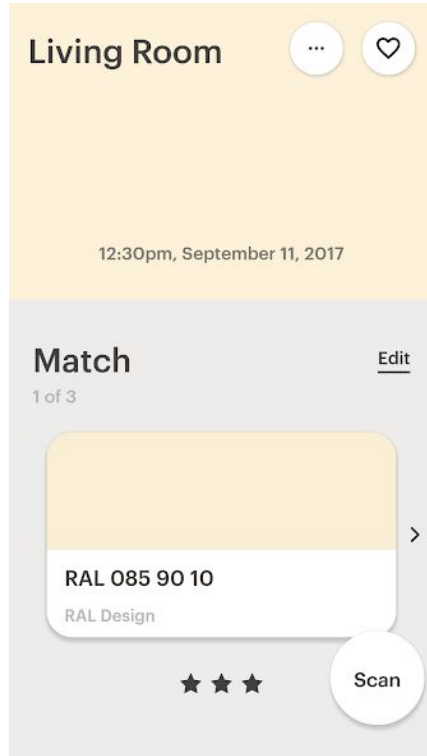 Living Room
12:30pm, September 11, 2017
Match
Edit
1 of 3
RAL 085 90 10
RAL Design
Scan